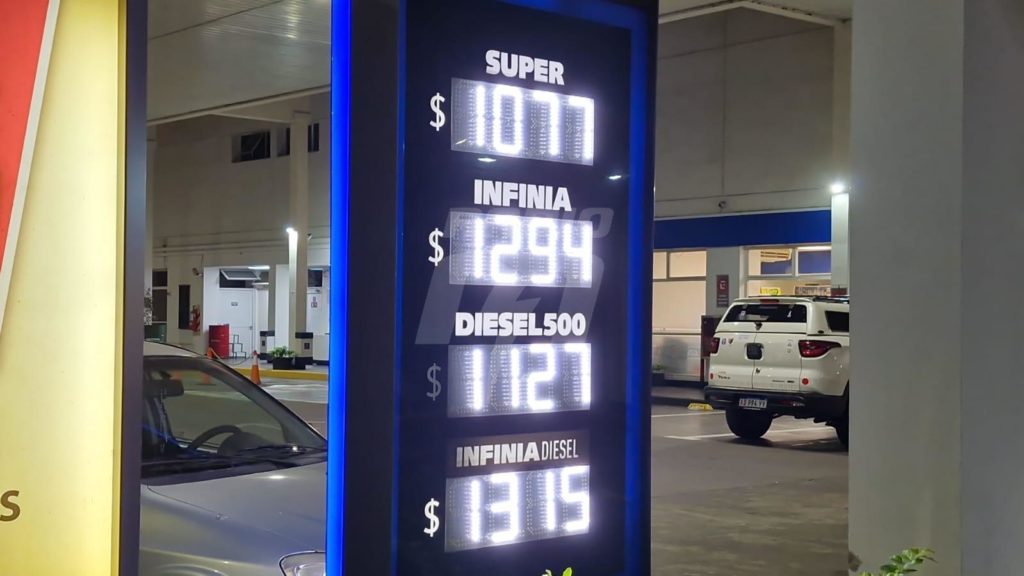 SUPER
$ 1077
INFINIA
$ 1294
DIESEL500
$ 1127
INFINIA DIESEL
$ 1315
S